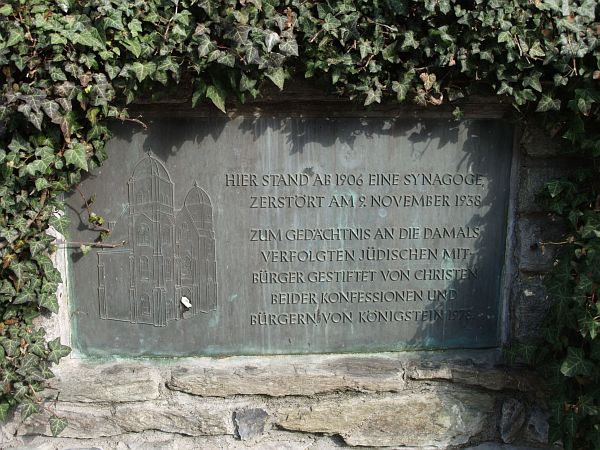 HIER STAND AB 1906 EINE SYNAGOGE,
ZERSTÖRT AM 9. NOVEMBER 1938
ZUM GEDÄCHTNIS AN DIE DAMALS
VERFOLGTEN JÜDISCHEN MIT-
BÜRGER GESTIFTET VON CHRISTEN
BEIDER KONFESSIONEN UND
BÜRGERN VON KÖNIGSTEIN 1978